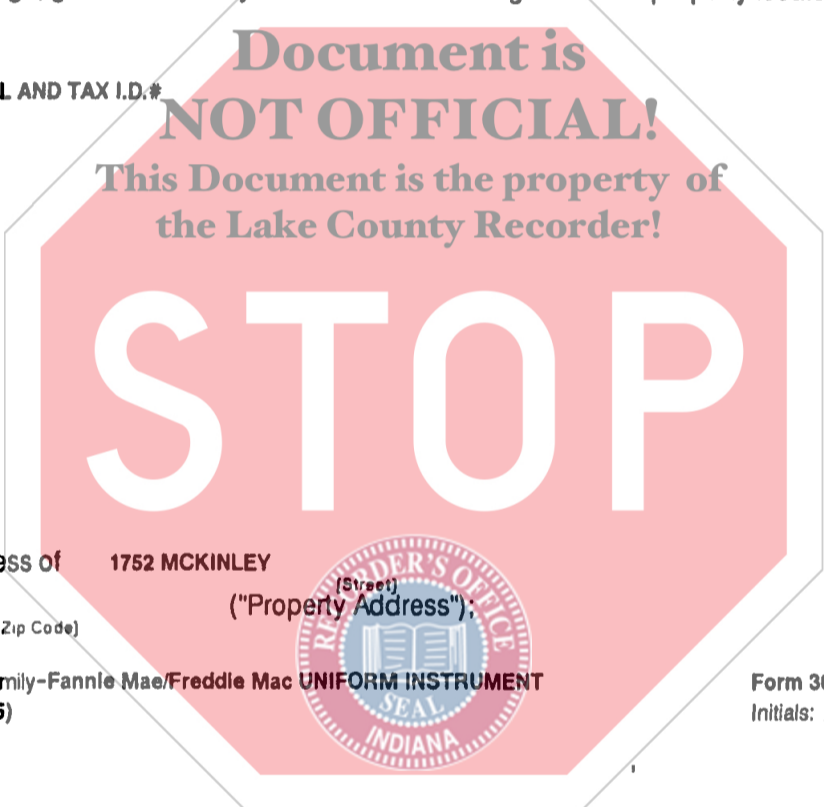 Document is
L AND TAX I.D.#
NOT OFFICIAL!
This Document is the property of
the Lake County Recorder!
STOP
ess of 1752 MCKINLEY
[Street]
("Property Address");
Zip Code]
RECORDER'S OFFICE
mily-Fannie Mae/Freddie Mac UNIFORM INSTRUMENT
Form 30
5)
Initials:
SEAL
INDIANA